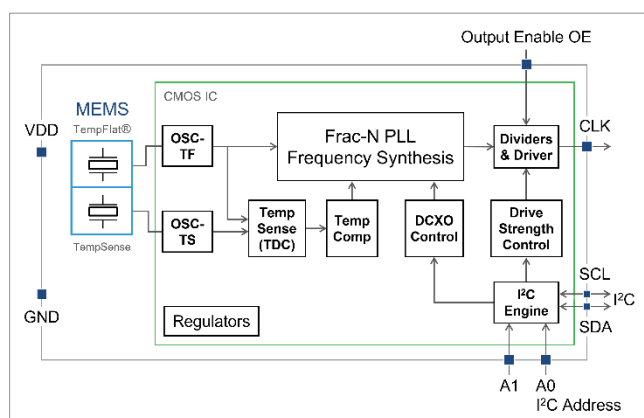 Output Enable OE
CMOS IC
MEMS
TempFlat®
VDD
OSC-
TF
Frac-N PLL
Frequency Synthesis
Dividers
& Driver
CLK
TempSense
OSC-
TS
Temp
Sense
(TDC)
Temp
Comp
DCXO
Control
Drive
Strength
Control
SCL
I²C
SDA
GND
Regulators
I²C
Engine
A1
A0
I²C Address